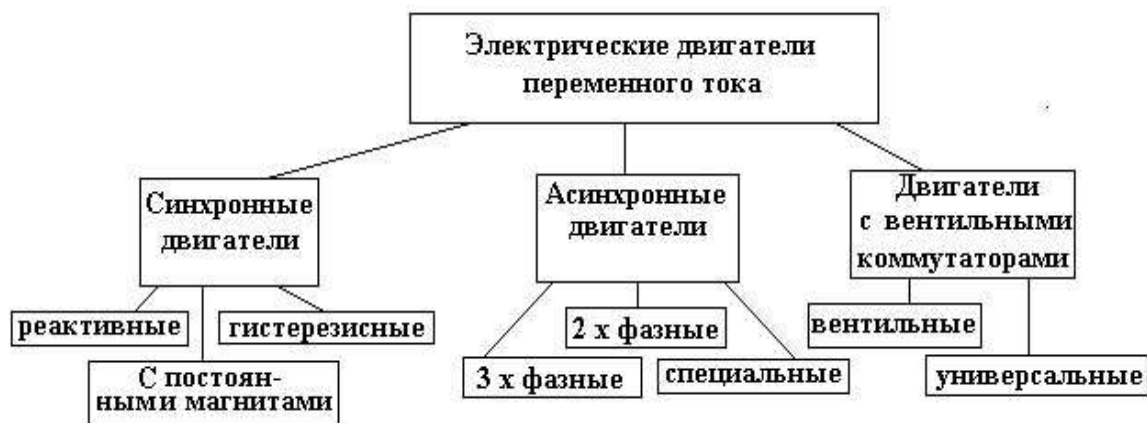 Электрические двигатели
переменного тока
Синхронные
двигатели
Асинхронные
двигатели
Двигатели
с вентильными
коммутаторами
реактивные
гистерезисные
С постоян-
ными магнитами
2 х фазные
3 х фазные
специальные
вентильные
универсальные